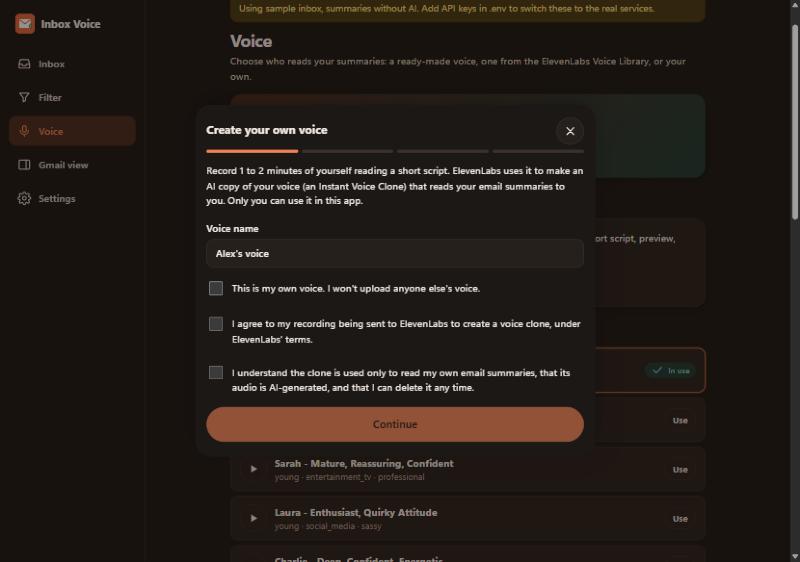 Inbox Voice
Inbox
Filter
Voice
Gmail view
Settings
Using sample inbox, summaries without AI. Add API keys in .env to switch these to the real services.
Voice
Choose who reads your summaries: a ready-made voice, one from the ElevenLabs Voice Library, or your
own.
Create your own voice
Record 1 to 2 minutes of yourself reading a short script. ElevenLabs uses it to make an
AI copy of your voice (an Instant Voice Clone) that reads your email summaries to
you. Only you can use it in this app.
Voice name
Alex's voice
This is my own voice. I won't upload anyone else's voice.
I agree to my recording being sent to ElevenLabs to create a voice clone, under
ElevenLabs' terms.
I understand the clone is used only to read my own email summaries, that its
audio is AI-generated, and that I can delete it any time.
Continue
ort script, preview,
In use
Use
Sarah - Mature, Reassuring, Confident
young · entertainment_tv · professional
Use
Laura - Enthusiast, Quirky Attitude
young · social_media · sassy
Use
Charlie - Deep, Confident, Energetic